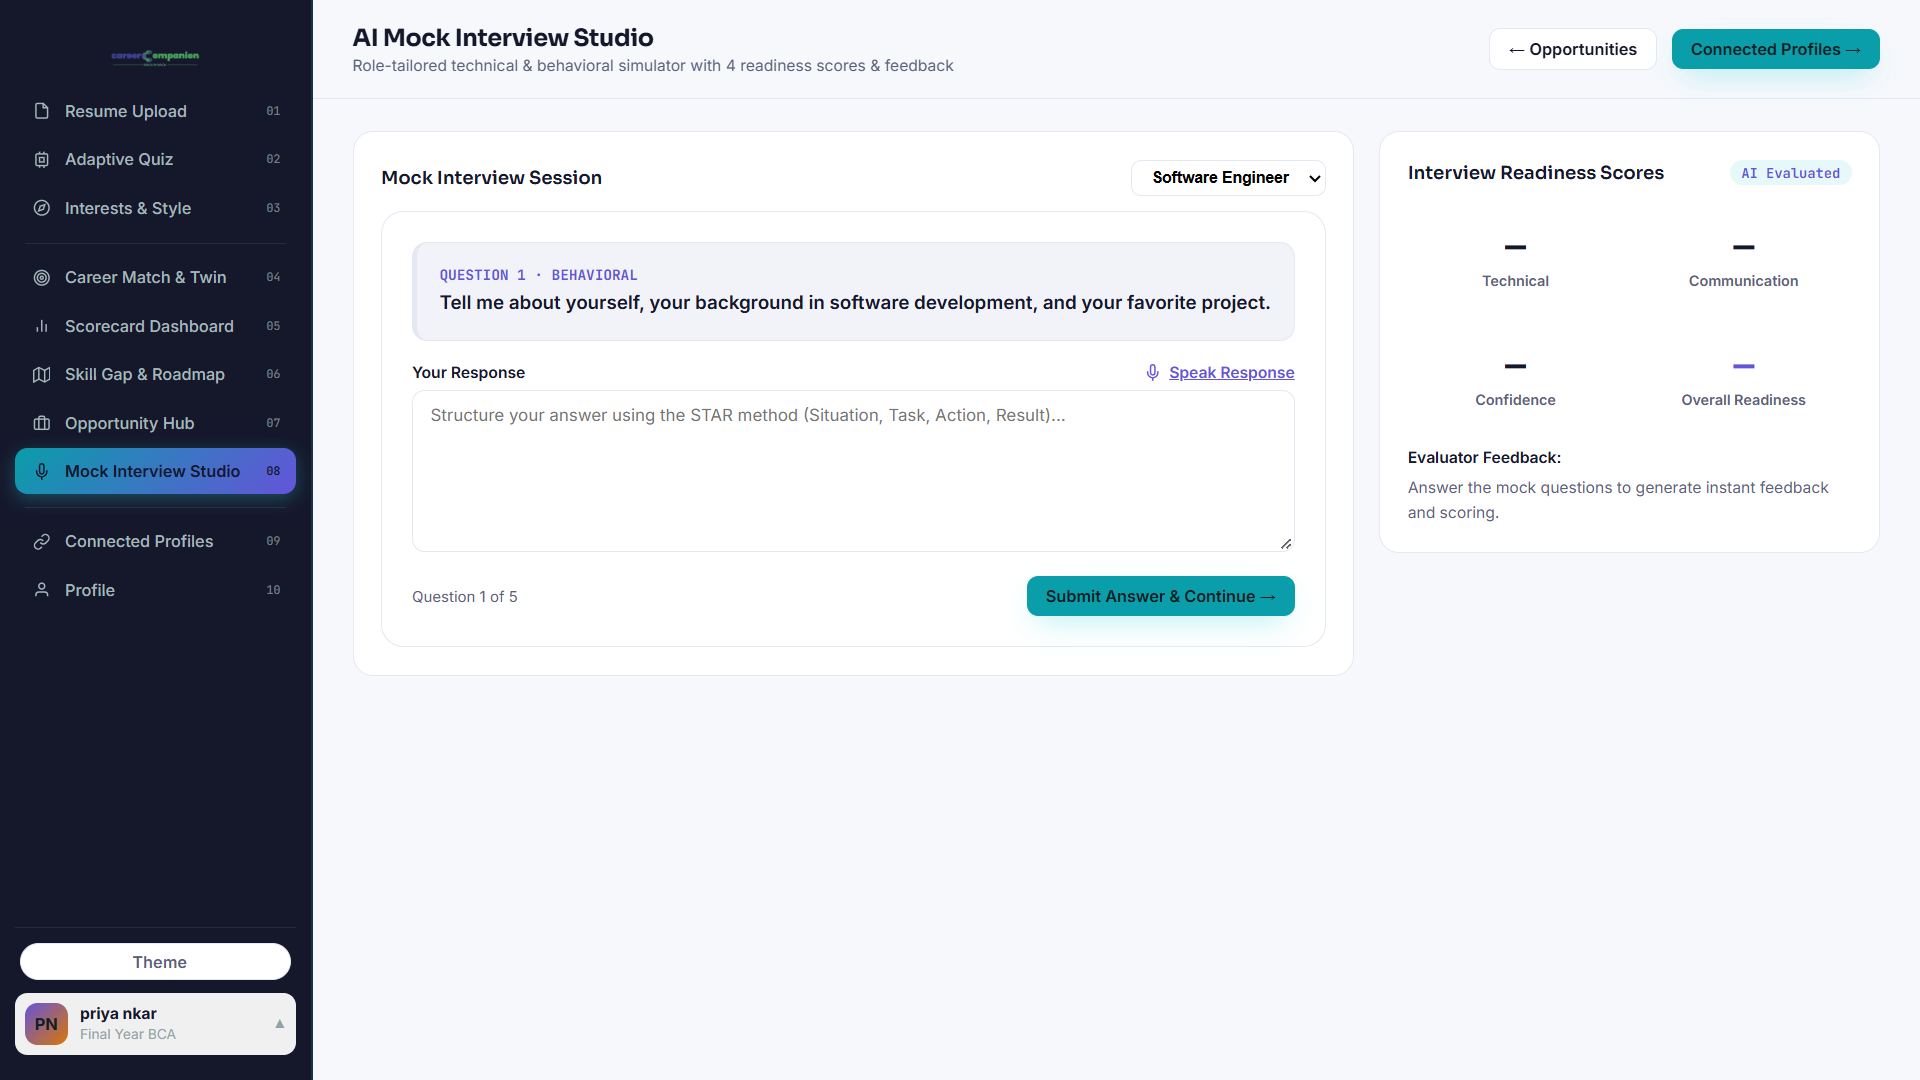 careerCompanion
Resume Upload 01
Adaptive Quiz 02
Interests & Style 03
Career Match & Twin 04
Scorecard Dashboard 05
Skill Gap & Roadmap 06
Opportunity Hub 07
Mock Interview Studio 08
Connected Profiles 09
Profile 10
Theme
PN
priya nkar
Final Year BCA
▲
AI Mock Interview Studio
Role-tailored technical & behavioral simulator with 4 readiness scores & feedback
← Opportunities
Connected Profiles →
Mock Interview Session
Software Engineer
QUESTION 1 · BEHAVIORAL
Tell me about yourself, your background in software development, and your favorite project.
Your Response
Speak Response
Structure your answer using the STAR method (Situation, Task, Action, Result)...
Question 1 of 5
Submit Answer & Continue →
Interview Readiness Scores
AI Evaluated
— —
Technical Communication
— —
Confidence Overall Readiness
Evaluator Feedback:
Answer the mock questions to generate instant feedback
and scoring.